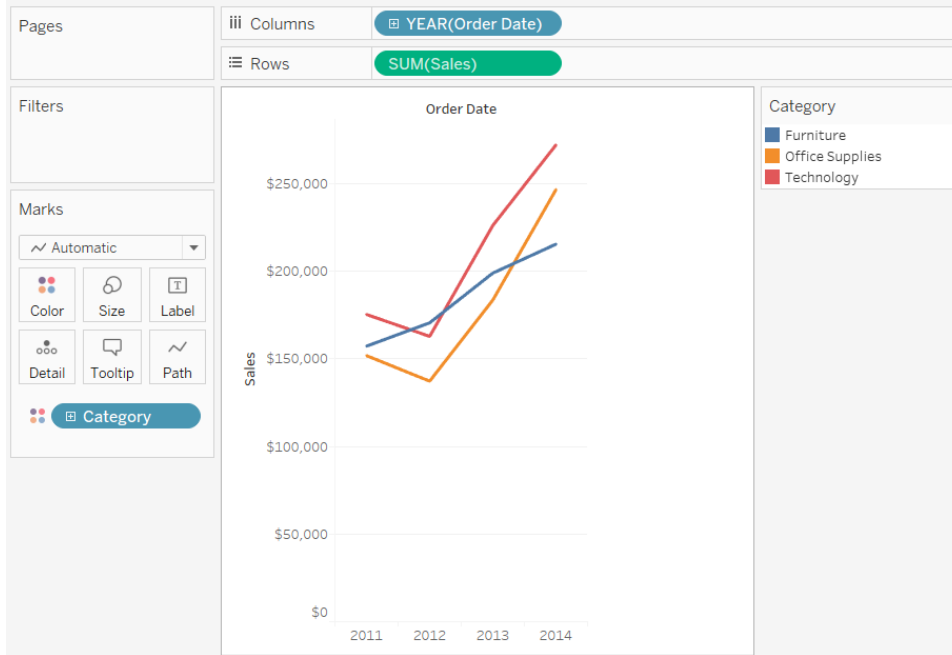 Pages
Columns
YEAR(Order Date)
Rows
SUM(Sales)
Filters
Marks
Automatic
Color
Size
Label
Detail
Tooltip
Path
Category
Order Date
Sales
$250,000
$200,000
$150,000
$100,000
$50,000
$0
2011 2012 2013 2014
Category
Furniture
Office Supplies
Technology